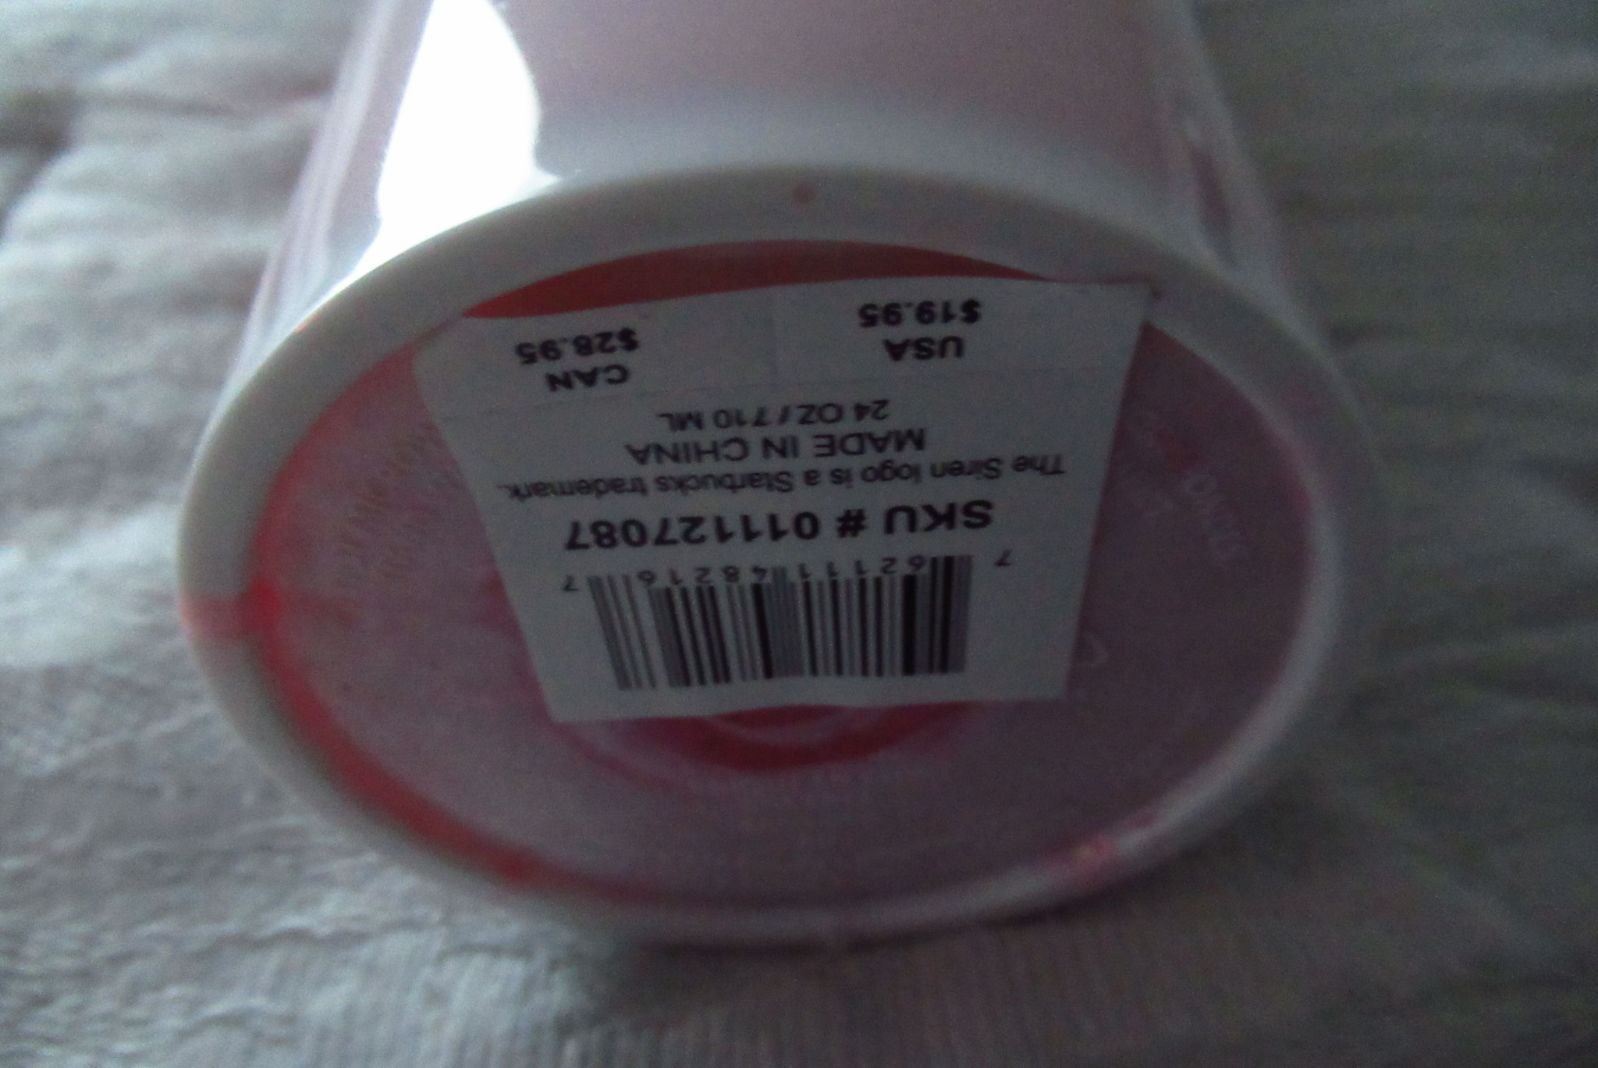 7 62111 48216 7
SKU # 011127087
The Siren logo is a Starbucks trademark.
MADE IN CHINA
24 OZ / 710 ML
USA
$19.95
CAN
$28.95